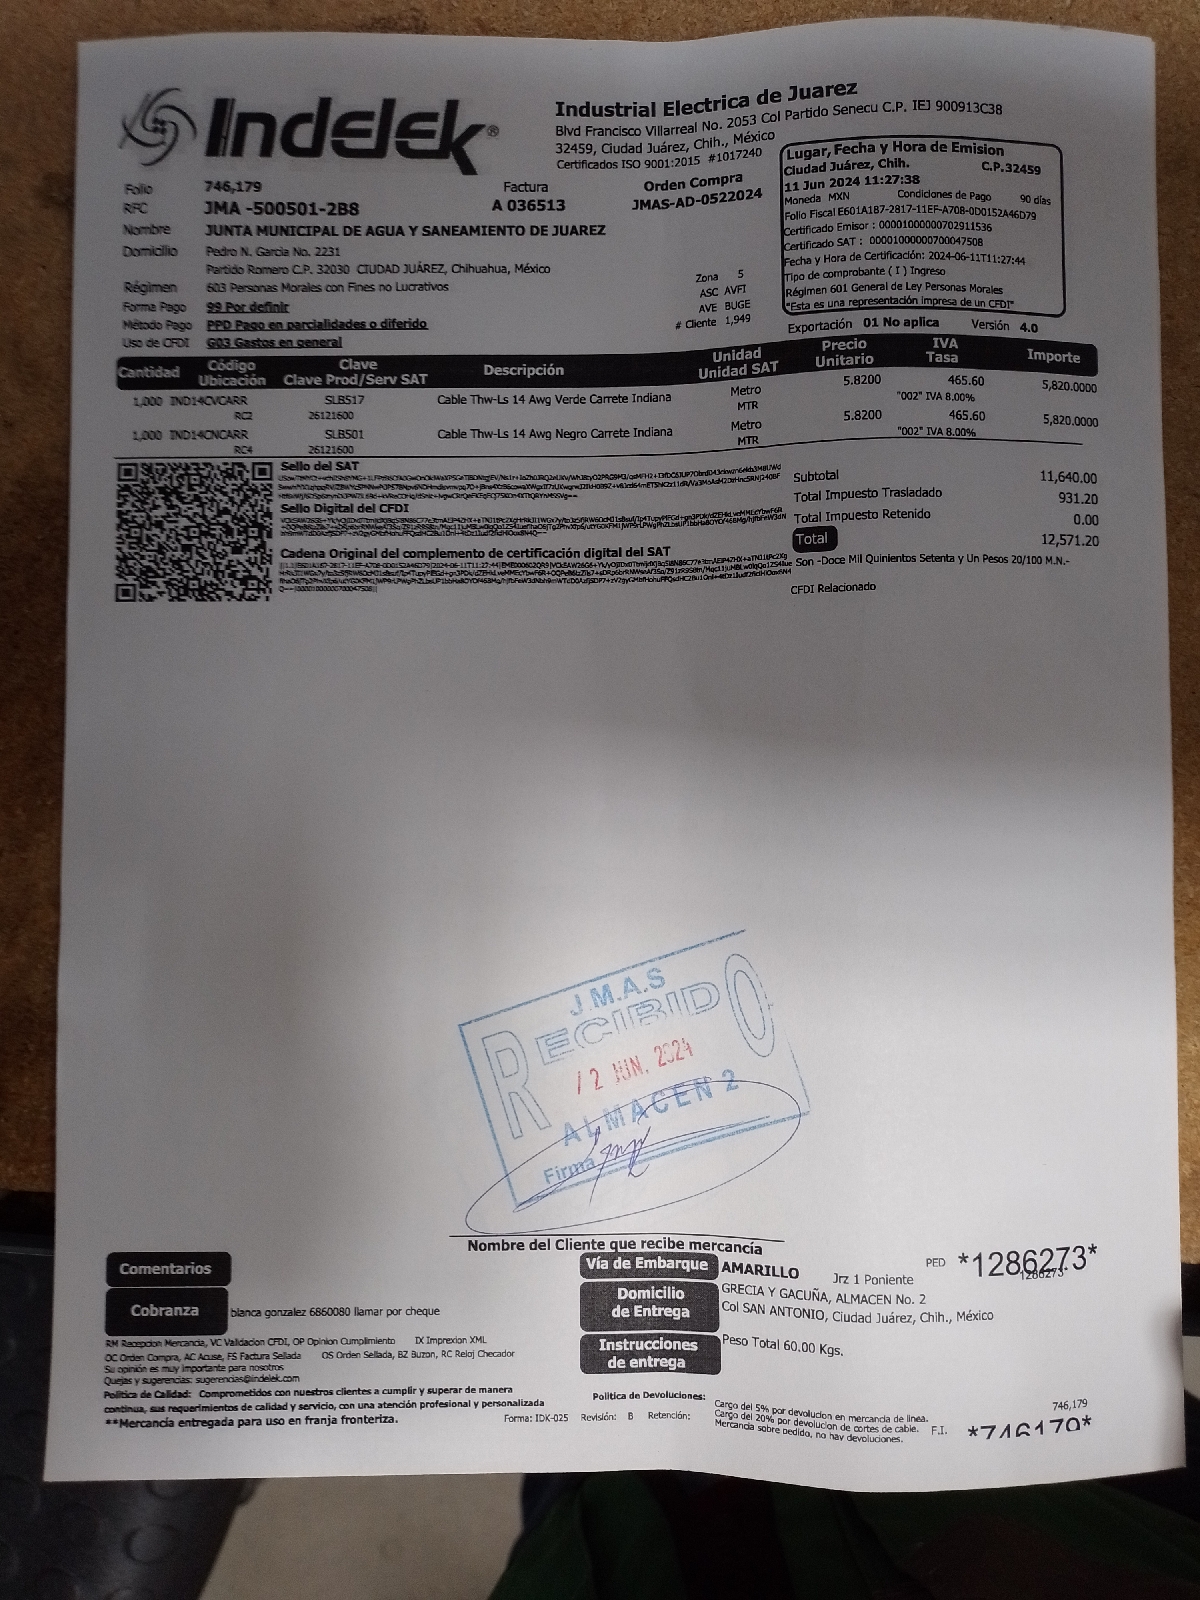 Indelek®
Industrial Electrica de Juarez
Blvd Francisco Villarreal No. 2053 Col Partido Senecu C.P. IEJ 900913C38
32459, Ciudad Juárez, Chih., México
Certificados ISO 9001:2015 #1017240
Lugar, Fecha y Hora de Emision
Ciudad Juárez, Chih. C.P.32459
11 Jun 2024 11:27:38
Moneda MXN Condiciones de Pago 90 días
Folio Fiscal E601A187-2817-11EF-A708-0D0152A46D79
Certificado Emisor : 00001000000702911536
Certificado SAT : 00001000000700047508
Fecha y Hora de Certificación: 2024-06-11T11:27:44
Tipo de comprobante ( I ) Ingreso
Régimen 601 General de Ley Personas Morales
"Esta es una representación impresa de un CFDI"
Folio 746,179 Factura Orden Compra
RFC JMA -500501-2B8 A 036513 JMAS-AD-0522024
Nombre JUNTA MUNICIPAL DE AGUA Y SANEAMIENTO DE JUAREZ
Domicilio Pedro N. Garcia No. 2231
Partido Romero C.P. 32030 CIUDAD JUÁREZ, Chihuahua, México
Régimen 603 Personas Morales con Fines no Lucrativos
Forma Pago 99 Por definir
Método Pago PPD Pago en parcialidades o diferido
Uso de CFDI G03 Gastos en general
Zona 5
ASC AVFI
AVE BUGE
# Cliente 1,949
Exportación 01 No aplica Versión 4.0
Cantidad Código Ubicación Clave Clave Prod/Serv SAT Descripción Unidad Unidad SAT Precio Unitario IVA Tasa Importe
1,000 IND14CVCARR SLB517 Cable Thw-Ls 14 Awg Verde Carrete Indiana Metro 5.8200 465.60 5,820.0000
RC2 26121600 MTR "002" IVA 8.00%
1,000 IND14CNCARR SLB501 Cable Thw-Ls 14 Awg Negro Carrete Indiana Metro 5.8200 465.60 5,820.0000
RC4 26121600 MTR "002" IVA 8.00%
Sello del SAT
Sello Digital del CFDI
Cadena Original del complemento de certificación digital del SAT
Subtotal 11,640.00
Total Impuesto Trasladado 931.20
Total Impuesto Retenido 0.00
Total 12,571.20
Son -Doce Mil Quinientos Setenta y Un Pesos 20/100 M.N.-
CFDI Relacionado
J.M.A.S
RECIBIDO
12 JUN. 2024
ALMACEN 2
Firma
Nombre del Cliente que recibe mercancía
Comentarios
Cobranza blanca gonzalez 6860080 llamar por cheque
Vía de Embarque AMARILLO Jrz 1 Poniente PED *1286273*
1286273
Domicilio de Entrega GRECIA Y GACUÑA, ALMACEN No. 2
Col SAN ANTONIO, Ciudad Juárez, Chih., México
Instrucciones de entrega Peso Total 60.00 Kgs.
RM Recepcion Mercancia, VC Validacion CFDI, OP Opinion Cumplimiento IX Impresion XML
OC Orden Compra, AC Acuse, FS Factura Sellada OS Orden Sellada, BZ Buzon, RC Reloj Checador
Su opinión es muy importante para nosotros
Quejas y sugerencias: sugerencias@indelek.com
Política de Calidad: Comprometidos con nuestros clientes a cumplir y superar de manera
continua, sus requerimientos de calidad y servicio, con una atención profesional y personalizada
**Mercancía entregada para uso en franja fronteriza.
Forma: IDK-025 Revisión: B Retención:
Política de Devoluciones:
Cargo del 5% por devolucion en mercancia de linea.
Cargo del 20% por devolucion de cortes de cable.
Mercancia sobre pedido, no hay devoluciones.
746,179
F.I. *746179*